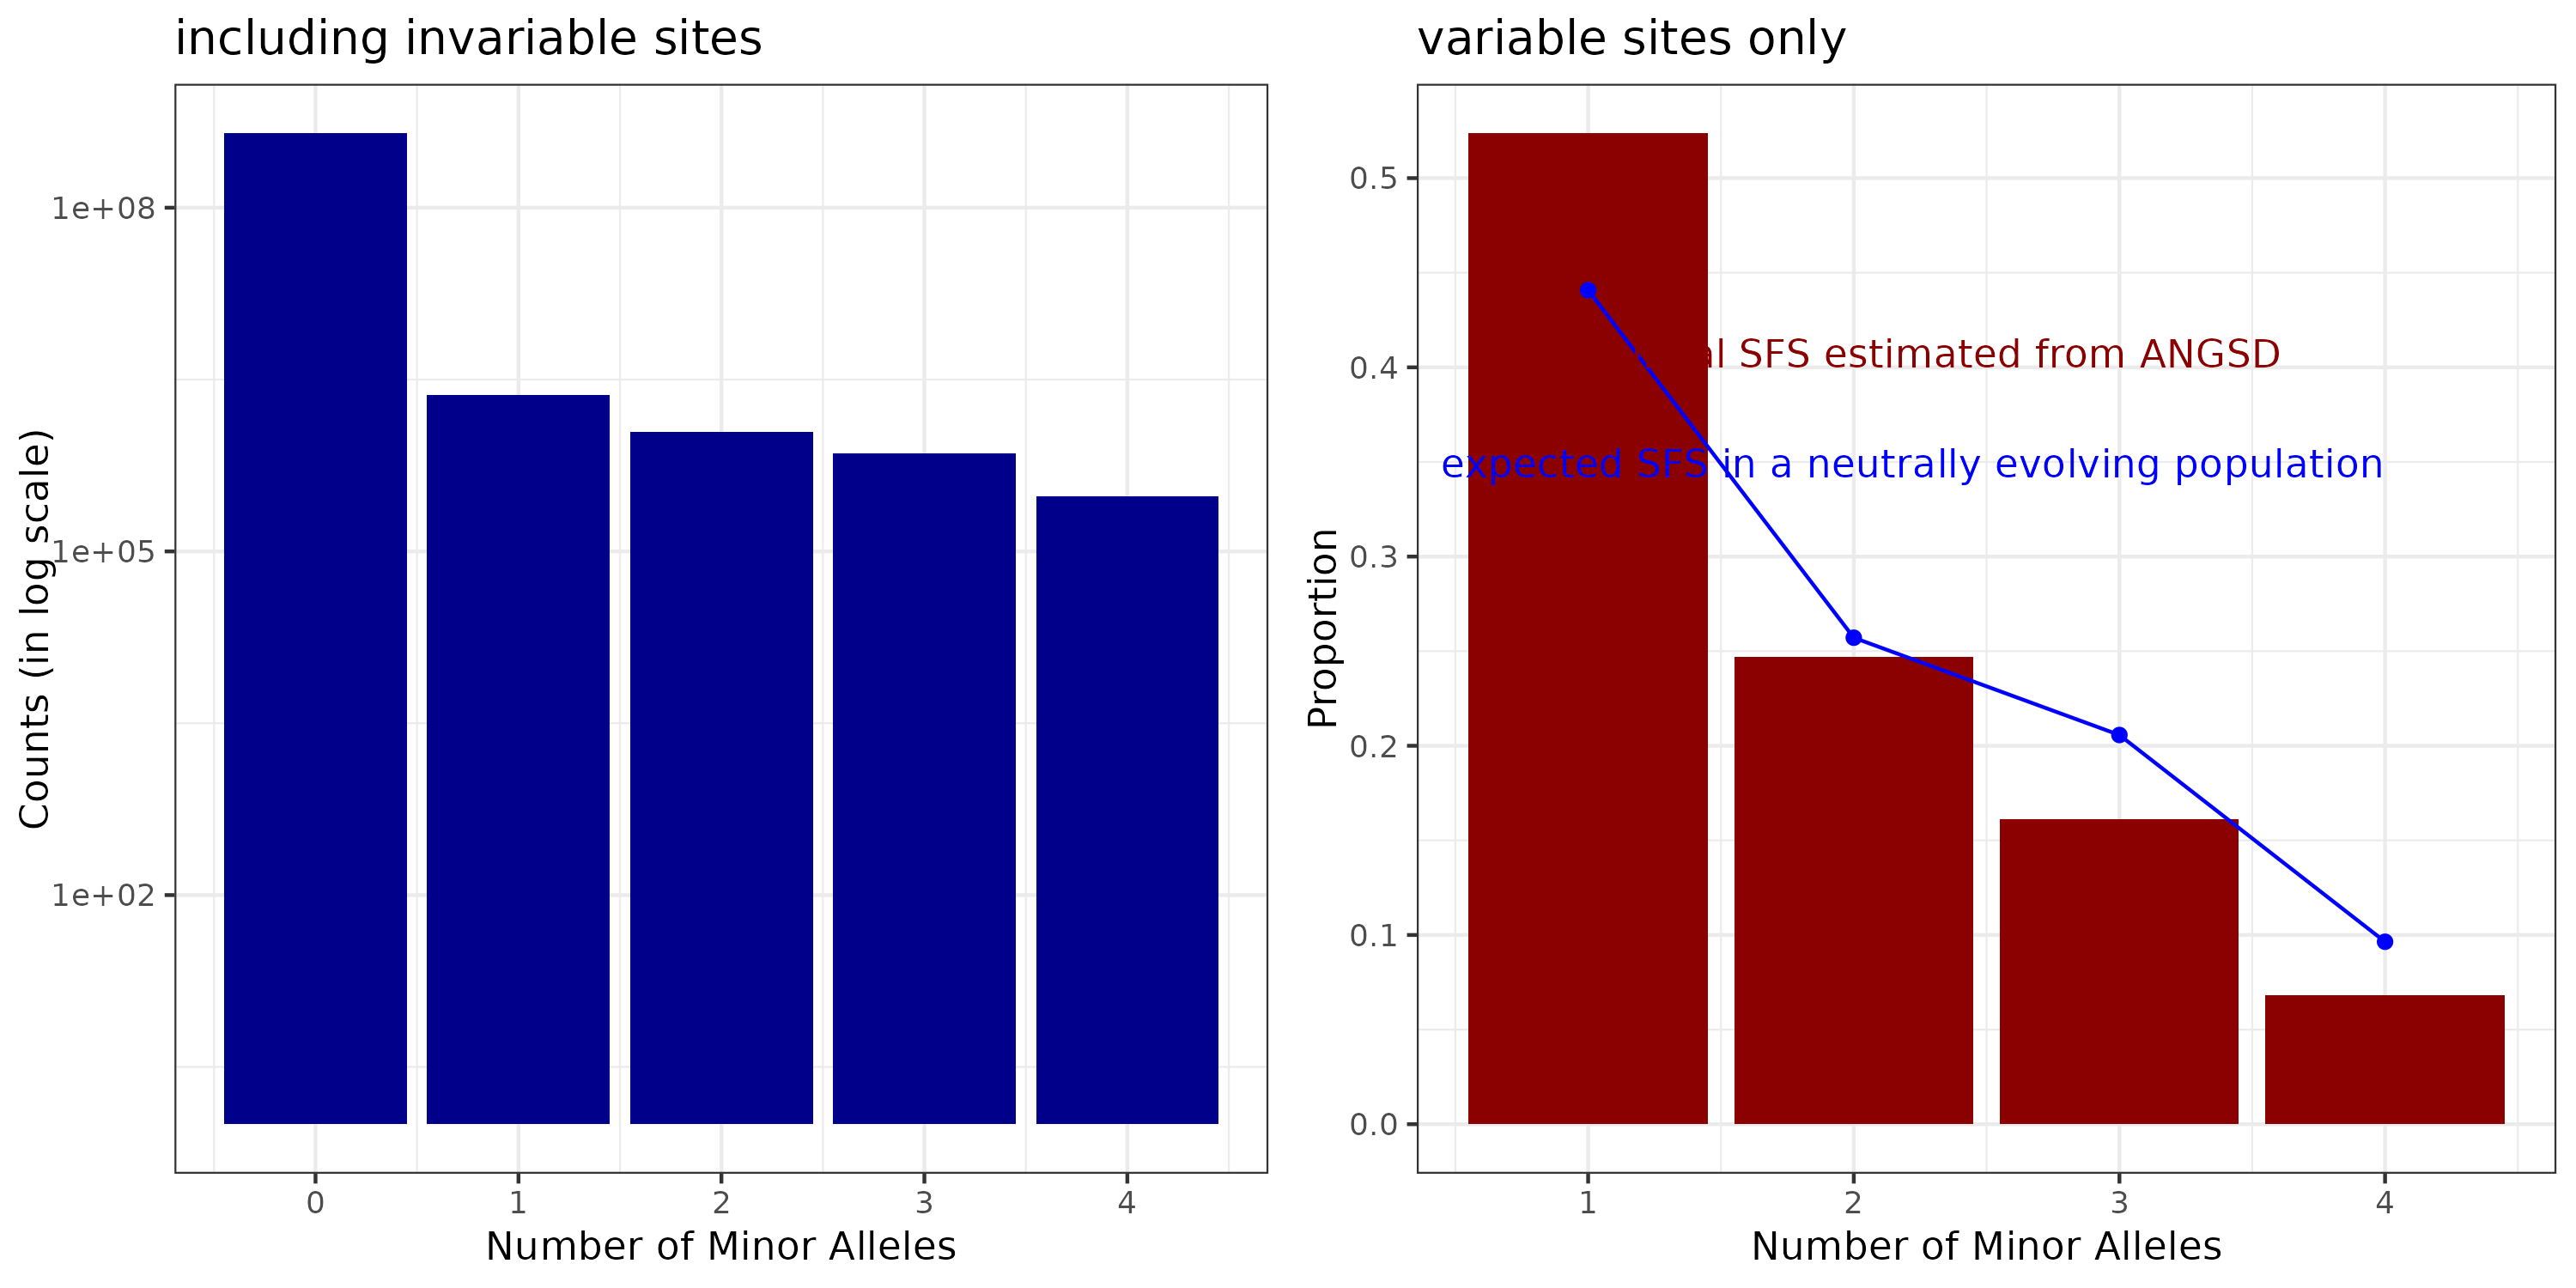 including invariable sites
Counts (in log scale)
1e+08
1e+05
1e+02
0 1 2 3 4
Number of Minor Alleles
variable sites only
Proportion
0.5
0.4
0.3
0.2
0.1
0.0
SFS estimated from ANGSD
expected SFS in a neutrally evolving population
1 2 3 4
Number of Minor Alleles